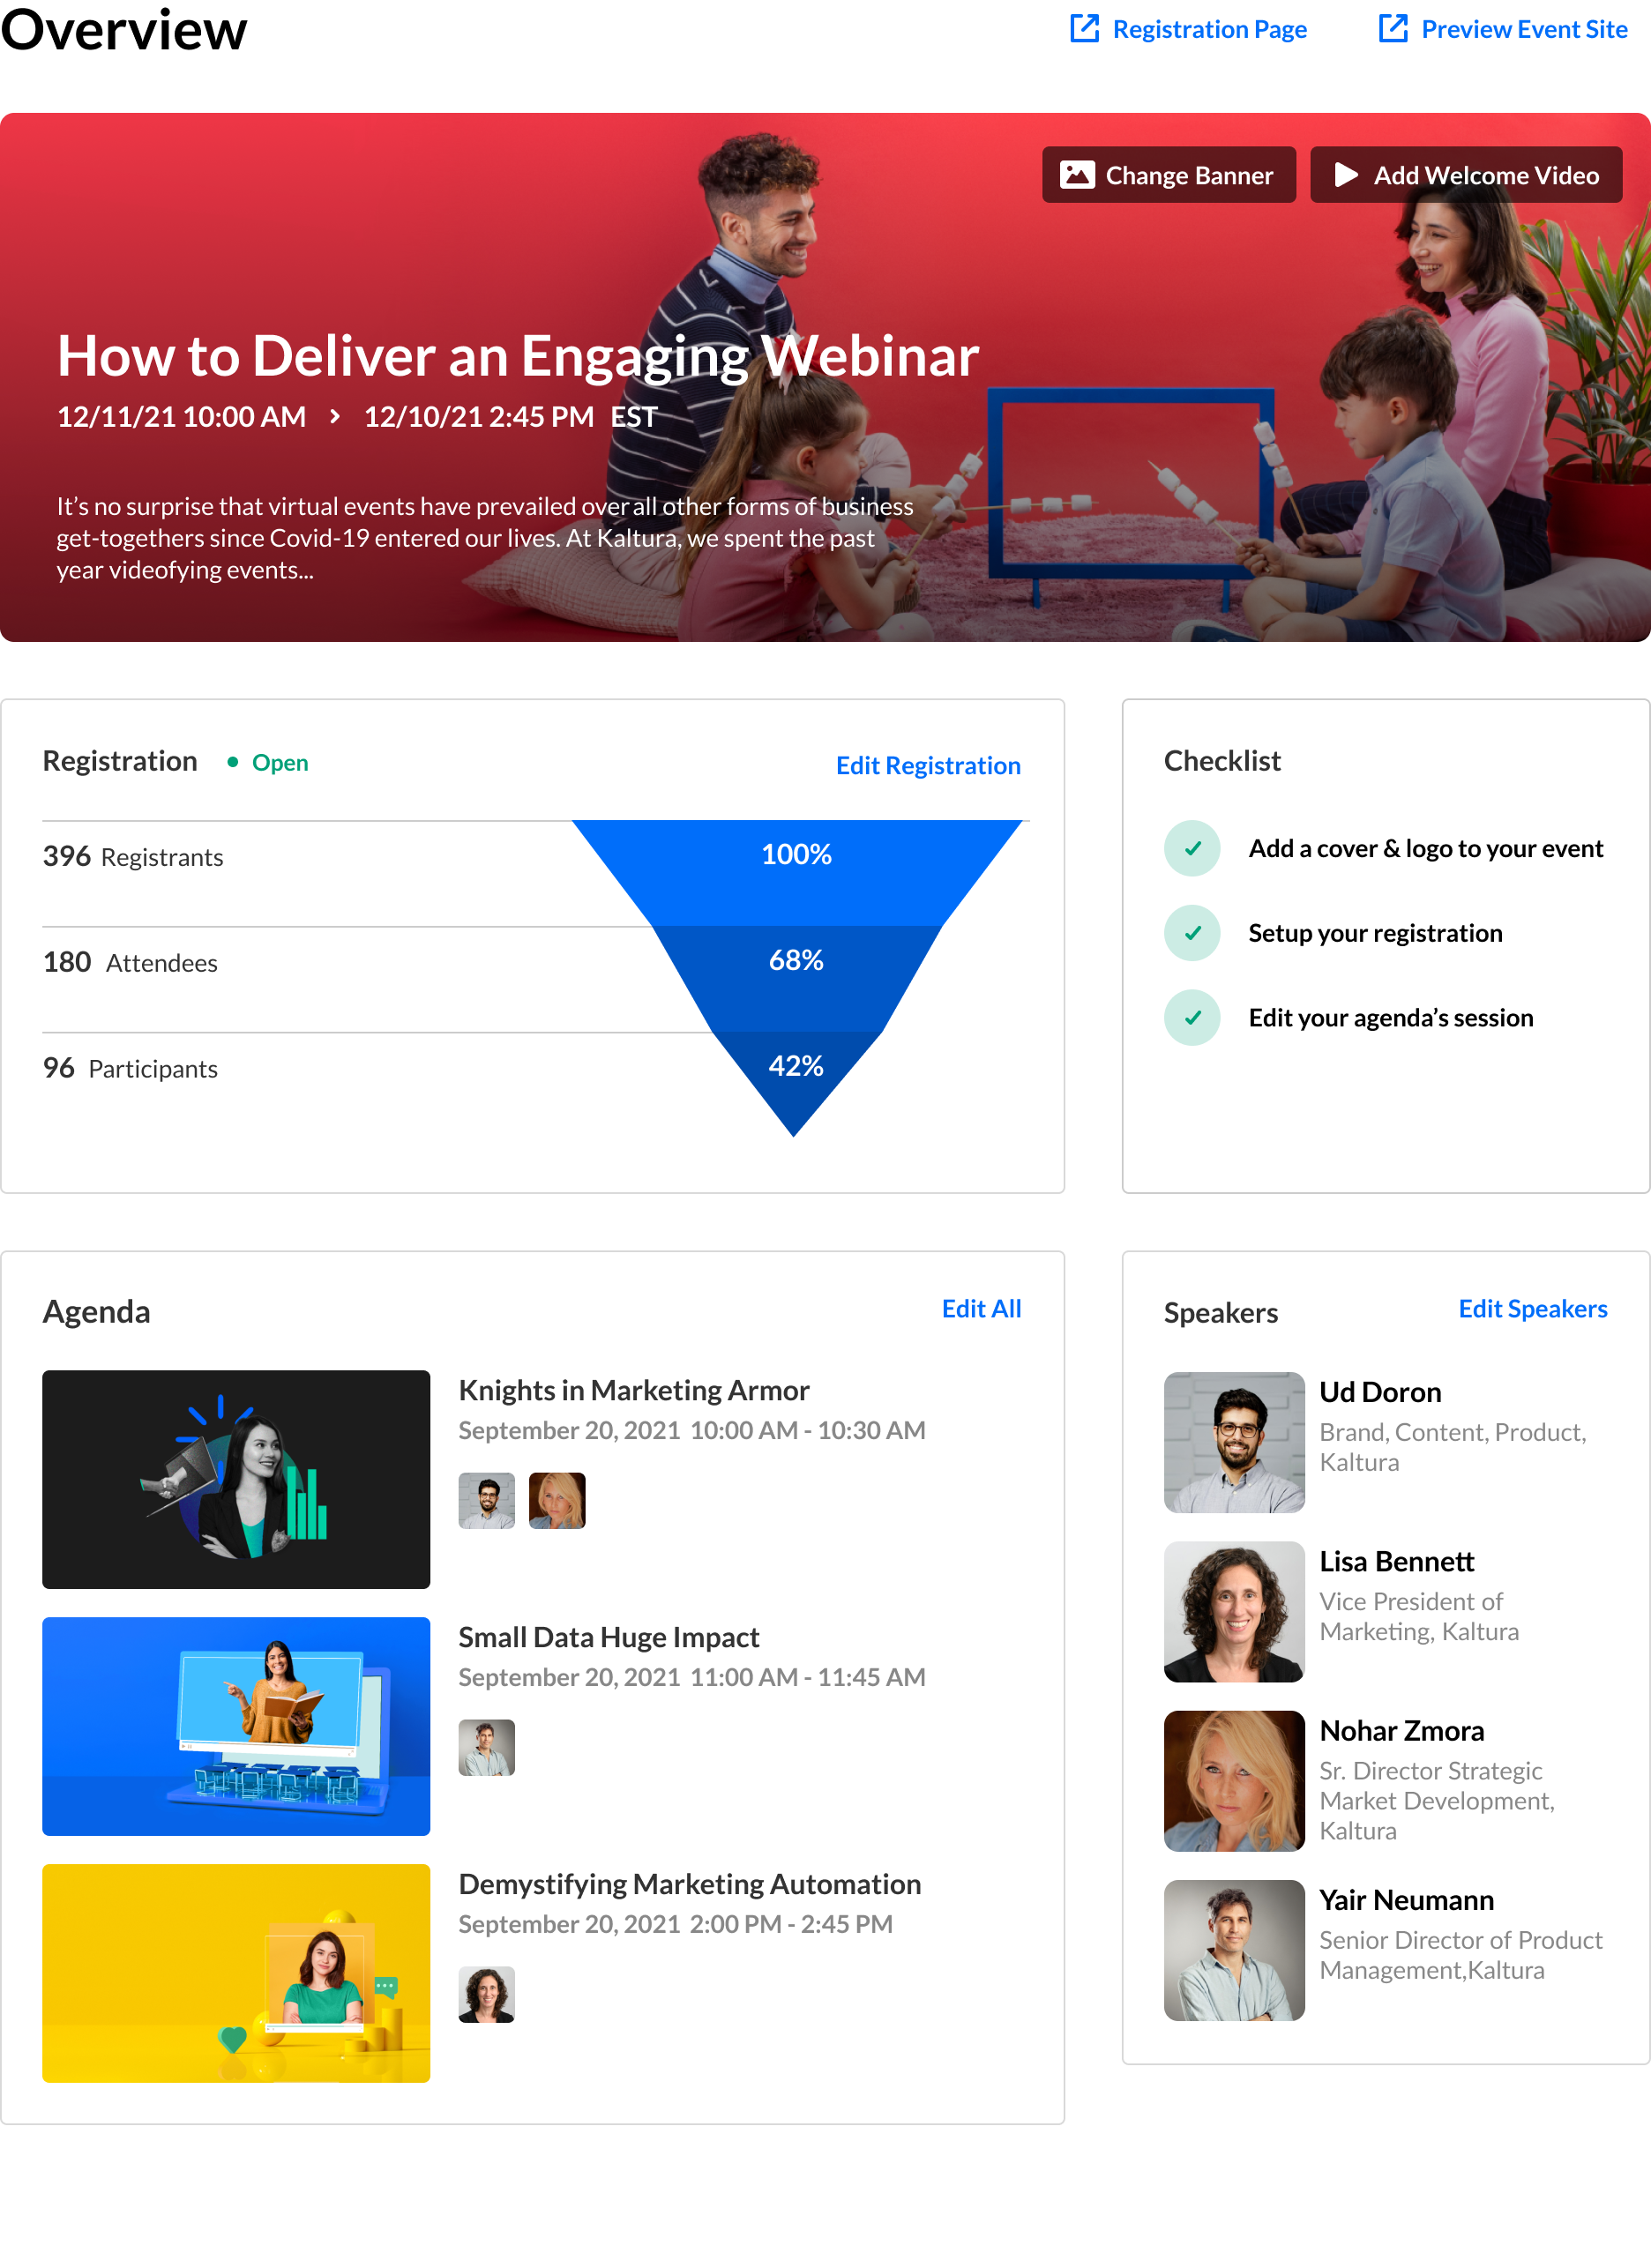 Overview
Registration Page
Preview Event Site
Change Banner
Add Welcome Video
How to Deliver an Engaging Webinar
12/11/21 10:00 AM › 12/10/21 2:45 PM EST
It’s no surprise that virtual events have prevailed over all other forms of business
get-togethers since Covid-19 entered our lives. At Kaltura, we spent the past
year videofying events...
Registration • Open
Edit Registration
396 Registrants
100%
180 Attendees
68%
96 Participants
42%
Checklist
Add a cover & logo to your event
Setup your registration
Edit your agenda’s session
Agenda
Edit All
Knights in Marketing Armor
September 20, 2021 10:00 AM - 10:30 AM
Small Data Huge Impact
September 20, 2021 11:00 AM - 11:45 AM
Demystifying Marketing Automation
September 20, 2021 2:00 PM - 2:45 PM
Speakers
Edit Speakers
Ud Doron
Brand, Content, Product,
Kaltura
Lisa Bennett
Vice President of
Marketing, Kaltura
Nohar Zmora
Sr. Director Strategic
Market Development,
Kaltura
Yair Neumann
Senior Director of Product
Management,Kaltura